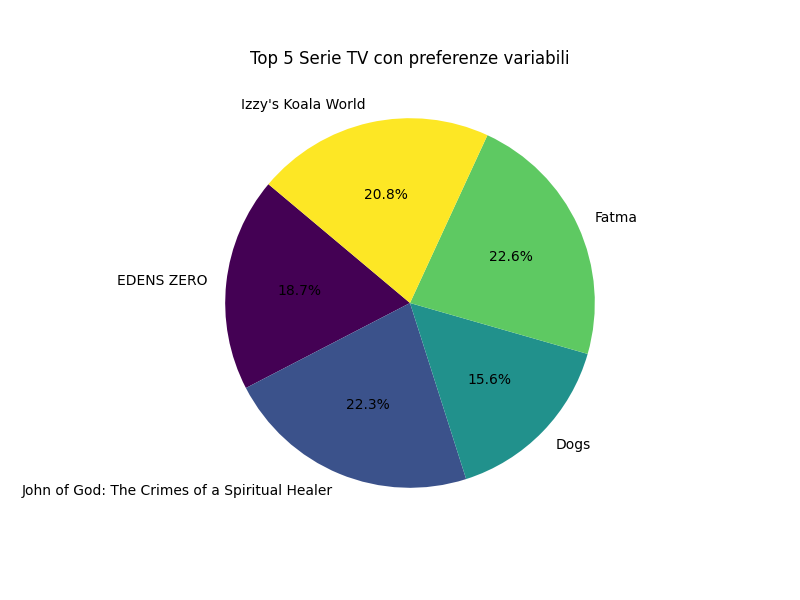 Top 5 Serie TV con preferenze variabili
Izzy's Koala World
20.8%
Fatma
22.6%
EDENS ZERO
18.7%
15.6%
22.3%
Dogs
John of God: The Crimes of a Spiritual Healer